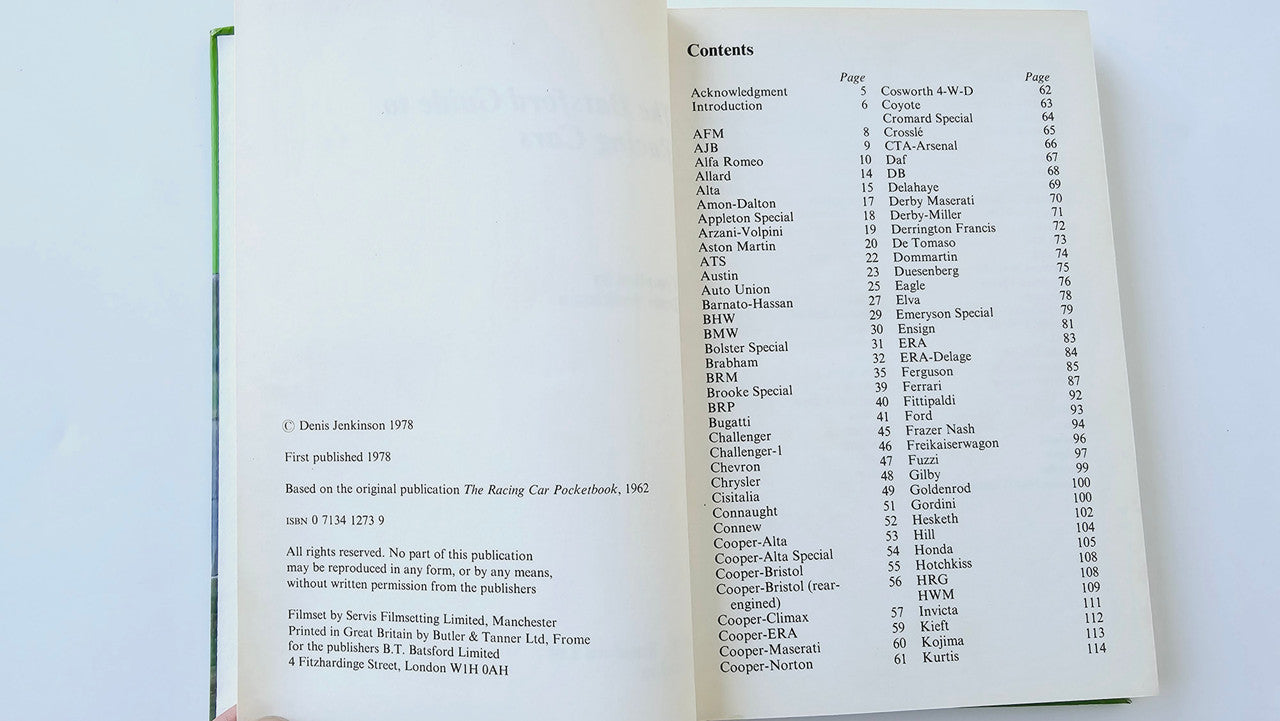 © Denis Jenkinson 1978
First published 1978
Based on the original publication The Racing Car Pocketbook, 1962
ISBN 0 7134 1273 9
All rights reserved. No part of this publication
may be reproduced in any form, or by any means,
without written permission from the publishers
Filmset by Servis Filmsetting Limited, Manchester
Printed in Great Britain by Butler & Tanner Ltd, Frome
for the publishers B.T. Batsford Limited
4 Fitzhardinge Street, London W1H 0AH
Contents
Page
Acknowledgment 5
Introduction 6
AFM 8
AJB 9
Alfa Romeo 10
Allard 14
Alta 15
Amon-Dalton 17
Appleton Special 18
Arzani-Volpini 19
Aston Martin 20
ATS 22
Austin 23
Auto Union 25
Barnato-Hassan 27
BHW 29
BMW 30
Bolster Special 31
Brabham 32
BRM 35
Brooke Special 39
BRP 40
Bugatti 41
Challenger 45
Challenger-1 46
Chevron 47
Chrysler 48
Cisitalia 49
Connaught 51
Connew 52
Cooper-Alta 53
Cooper-Alta Special 54
Cooper-Bristol 55
Cooper-Bristol (rear- 56
engined)
Cooper-Climax 57
Cooper-ERA 59
Cooper-Maserati 60
Cooper-Norton 61
Page
Cosworth 4-W-D 62
Coyote 63
Cromard Special 64
Crosslé 65
CTA-Arsenal 66
Daf 67
DB 68
Delahaye 69
Derby Maserati 70
Derby-Miller 71
Derrington Francis 72
De Tomaso 73
Dommartin 74
Duesenberg 75
Eagle 76
Elva 78
Emeryson Special 79
Ensign 81
ERA 83
ERA-Delage 84
Ferguson 85
Ferrari 87
Fittipaldi 92
Ford 93
Frazer Nash 94
Freikaiserwagon 96
Fuzzi 97
Gilby 99
Goldenrod 100
Gordini 100
Hesketh 102
Hill 104
Honda 105
Hotchkiss 108
HRG 108
HWM 109
Invicta 111
Kieft 112
Kojima 113
Kurtis 114